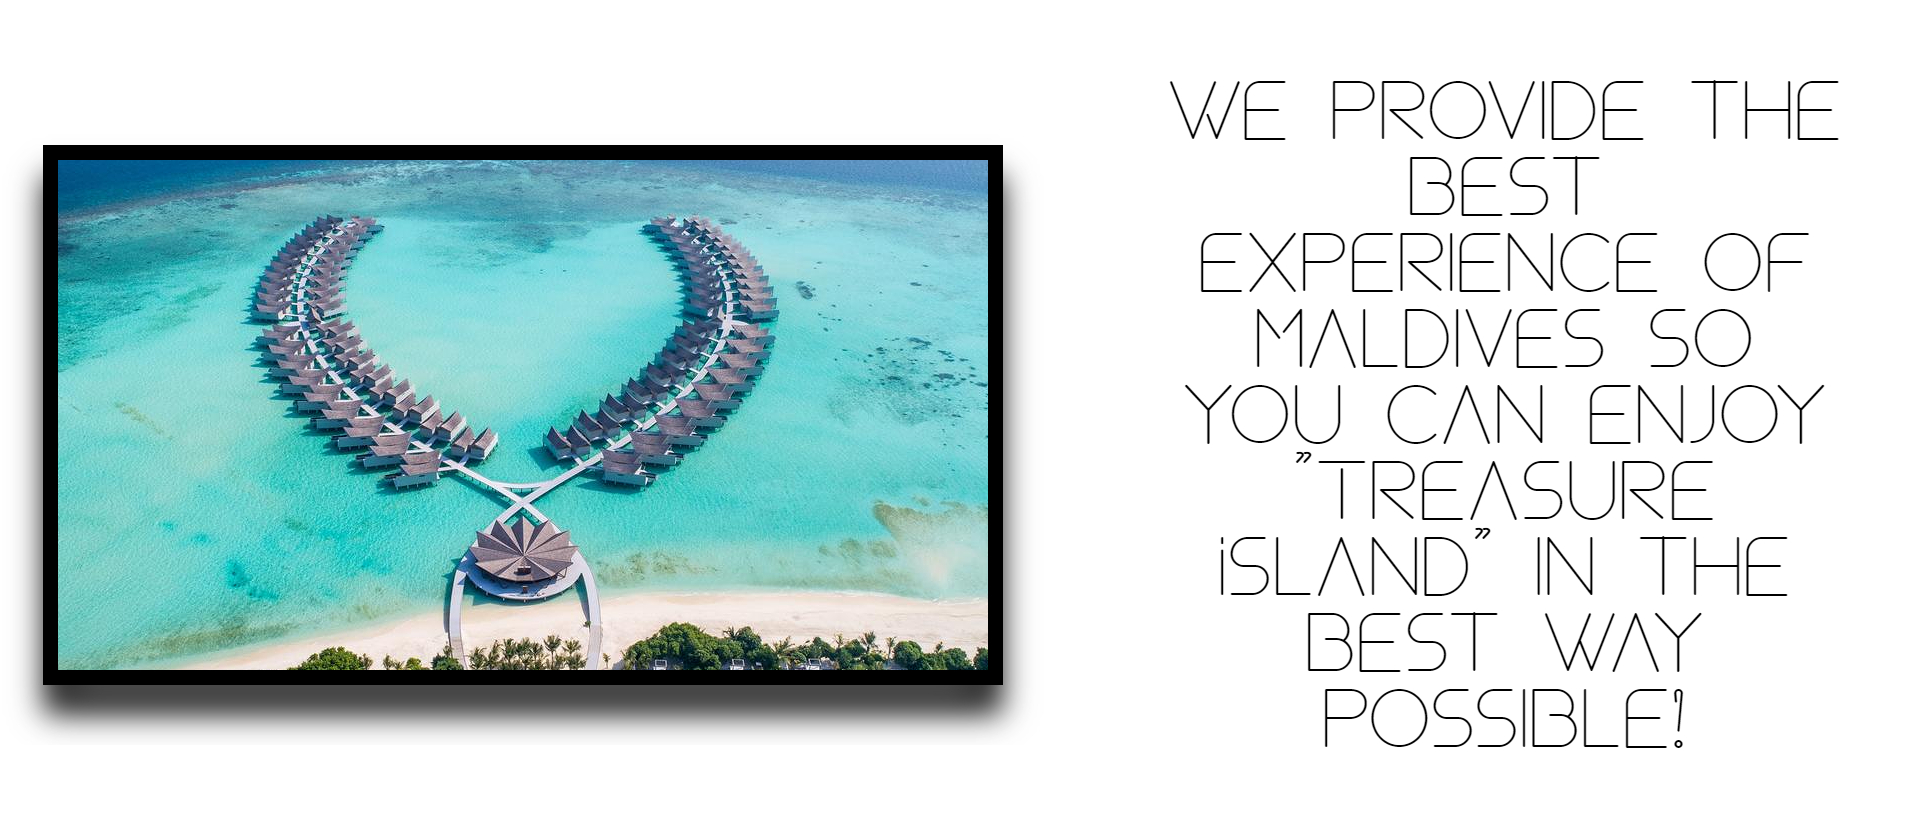 WE PROVIDE THE
BEST
EXPERIENCE OF
MALDIVES SO
YOU CAN ENJOY
”TREASURE
iSLAND” IN THE
BEST WAY
POSSIBLE!